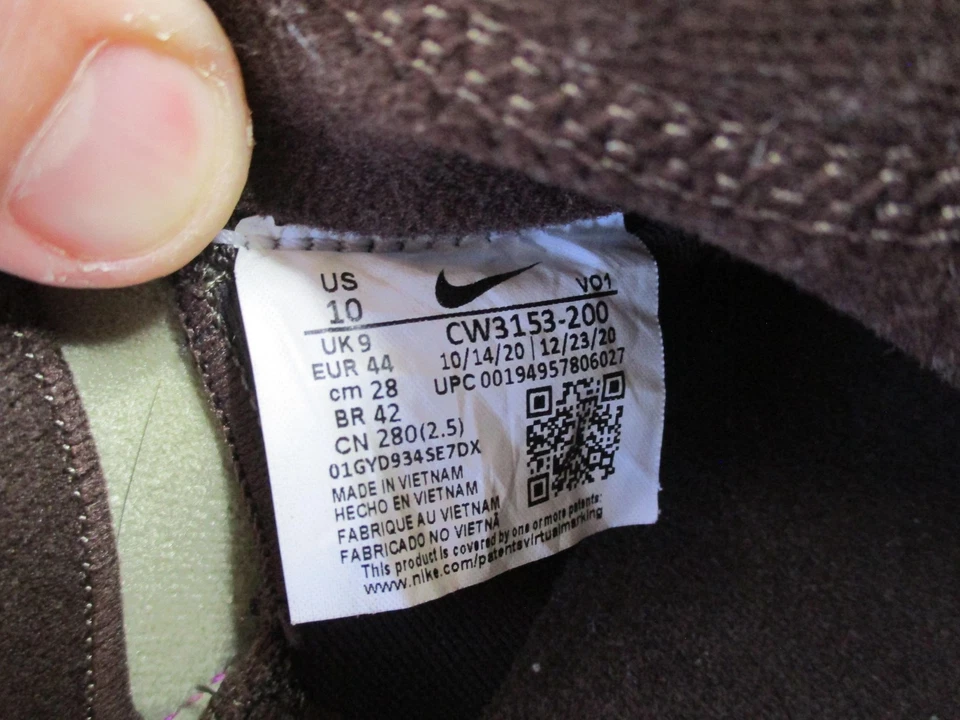 US
10
VO1
UK 9
CW3153-200
EUR 44
10/14/20 | 12/23/20
cm 28
UPC 00194957806027
BR 42
CN 280(2.5)
01GYD934SE7DX
MADE IN VIETNAM
HECHO EN VIETNAM
FABRIQUE AU VIETNAM
FABRICADO NO VIETNÃ
This product is covered by one or more patents:
www.nike.com/patentsvirtualmarking